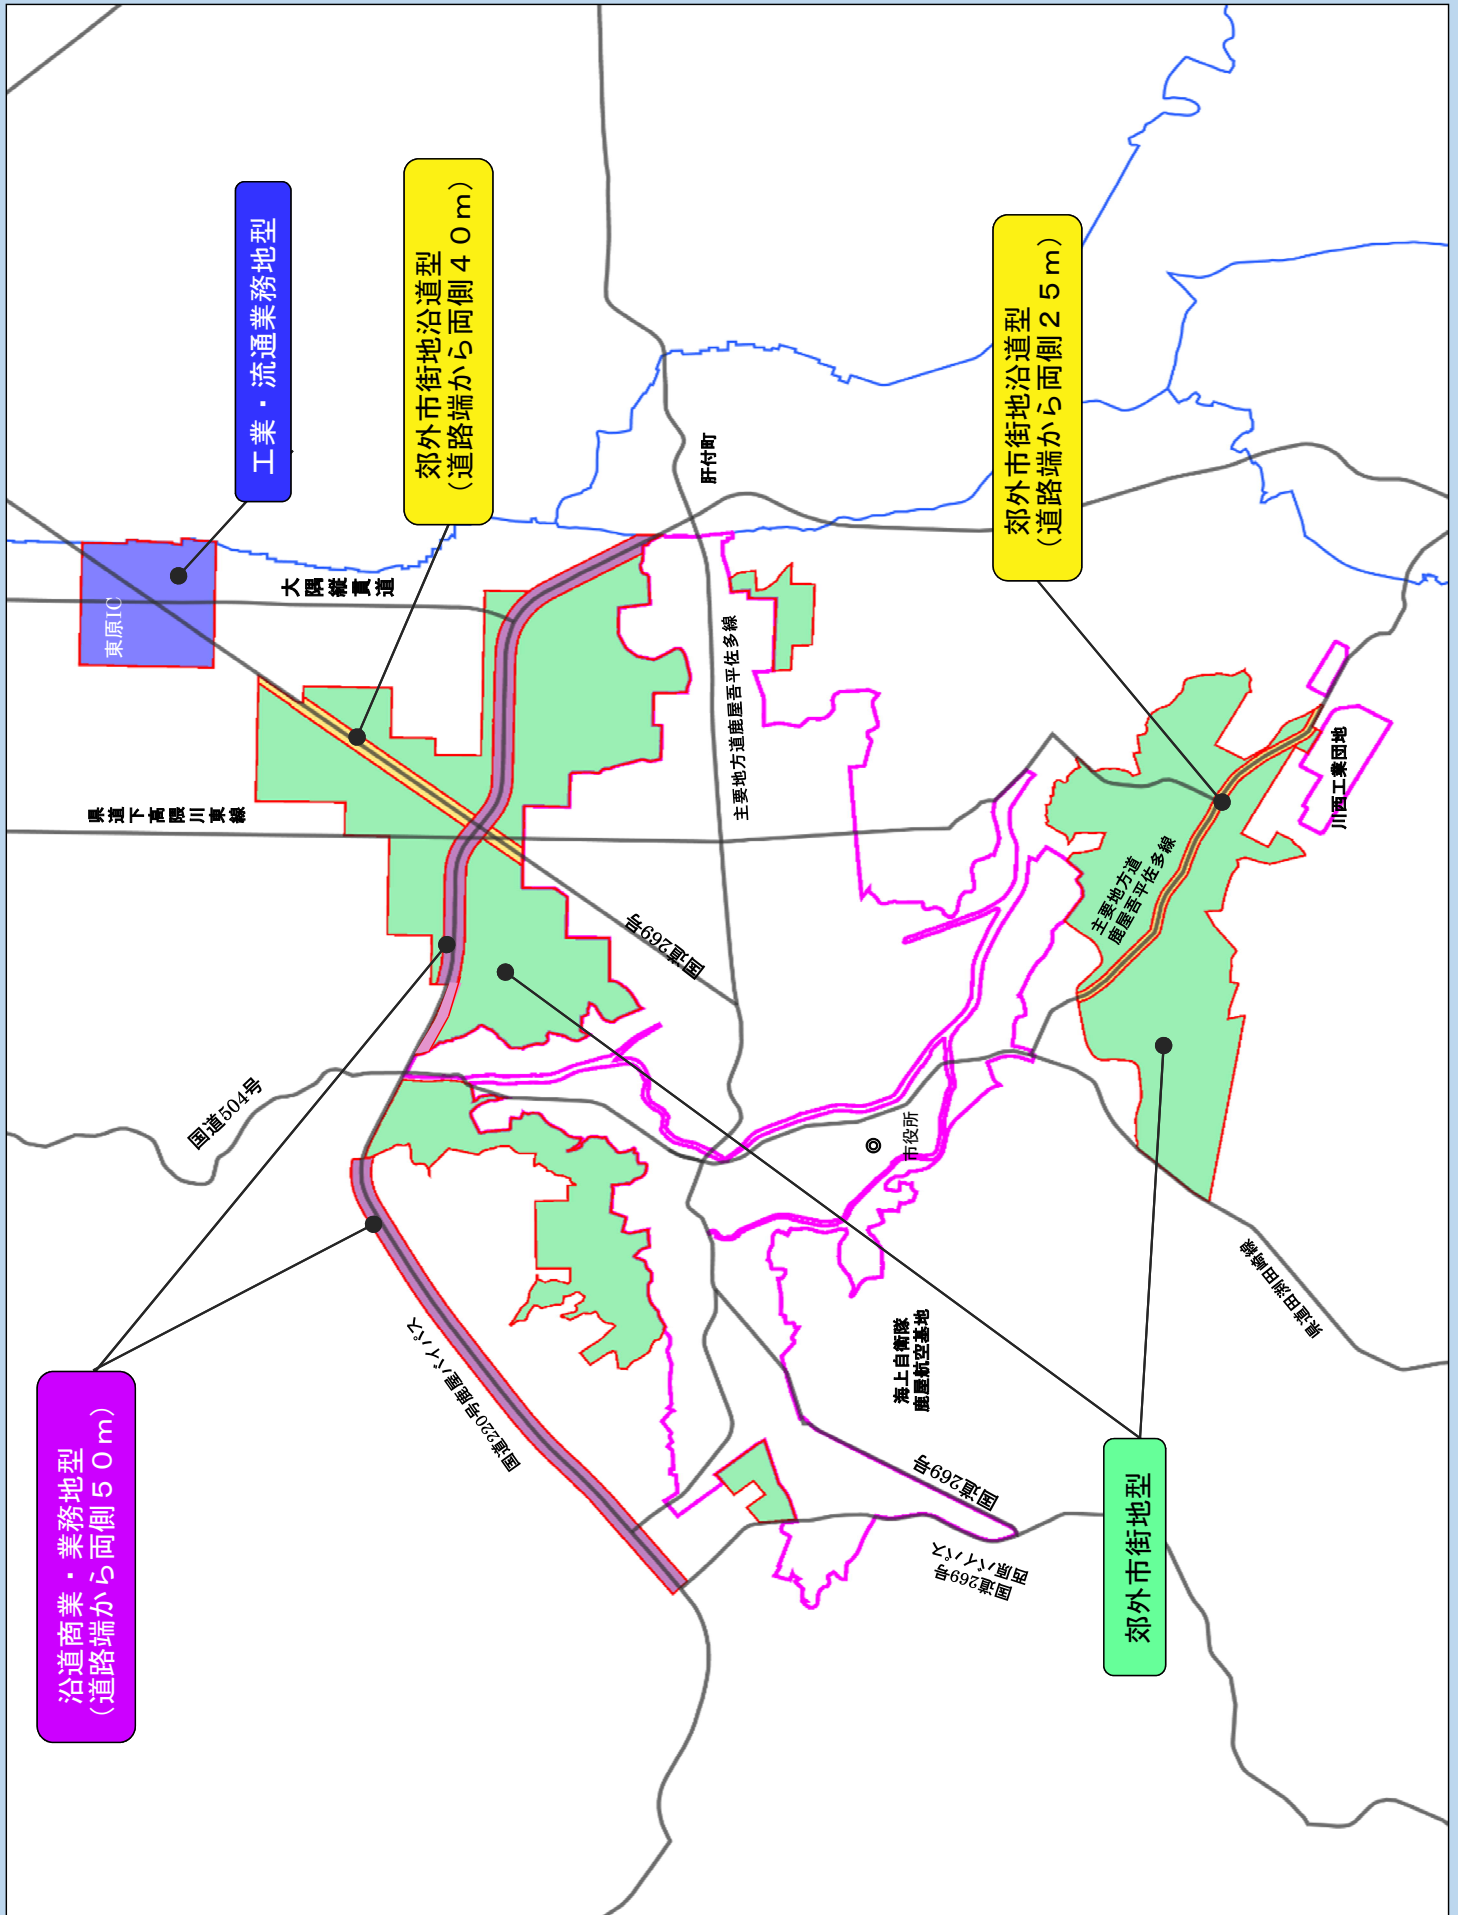 沿道商業・業務地型
（道路端から両側５０ｍ）
工業・流通業務地型
郊外市街地沿道型
（道路端から両側４０ｍ）
郊外市街地沿道型
（道路端から両側２５ｍ）
郊外市街地型
東原IC
大隅縦貫道
県道下高隈川東線
国道504号
国道220号鹿屋バイパス
国道269号
肝付町
主要地方道鹿屋吾平佐多線
市役所
海上自衛隊
鹿屋航空基地
国道269号
国道269号
西原バイパス
主要地方道
鹿屋吾平佐多線
川西工業団地
県道田渕田崎線